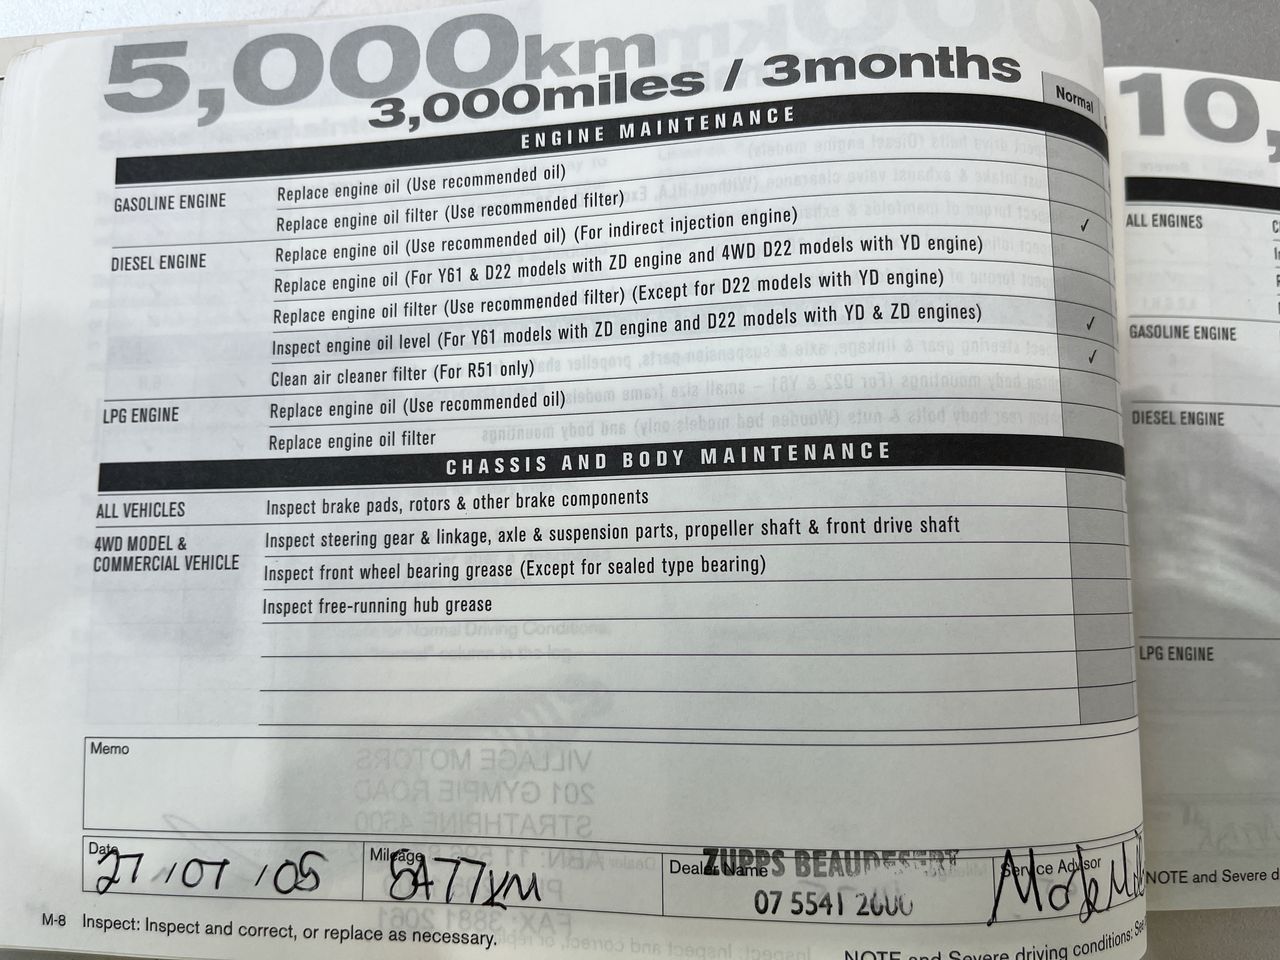 5,000km
3,000miles / 3months
Normal
ENGINE MAINTENANCE
GASOLINE ENGINE Replace engine oil (Use recommended oil)
Replace engine oil filter (Use recommended filter)
DIESEL ENGINE Replace engine oil (Use recommended oil) (For indirect injection engine) ✓
Replace engine oil (For Y61 & D22 models with ZD engine and 4WD D22 models with YD engine)
Replace engine oil filter (Use recommended filter) (Except for D22 models with YD engine)
Inspect engine oil level (For Y61 models with ZD engine and D22 models with YD & ZD engines) ✓
Clean air cleaner filter (For R51 only) ✓
LPG ENGINE Replace engine oil (Use recommended oil)
Replace engine oil filter
CHASSIS AND BODY MAINTENANCE
ALL VEHICLES Inspect brake pads, rotors & other brake components
4WD MODEL & Inspect steering gear & linkage, axle & suspension parts, propeller shaft & front drive shaft
COMMERCIAL VEHICLE Inspect front wheel bearing grease (Except for sealed type bearing)
Inspect free-running hub grease
Memo
Date 27/07/05 Mileage Dealer Name ZUPPS BEAUDESERT Service Advisor
07 5541 2600
M-8 Inspect: Inspect and correct, or replace as necessary.
NOTE and Severe driving conditions: See
10,
ALL ENGINES
GASOLINE ENGINE
DIESEL ENGINE
LPG ENGINE
NOTE and Severe d